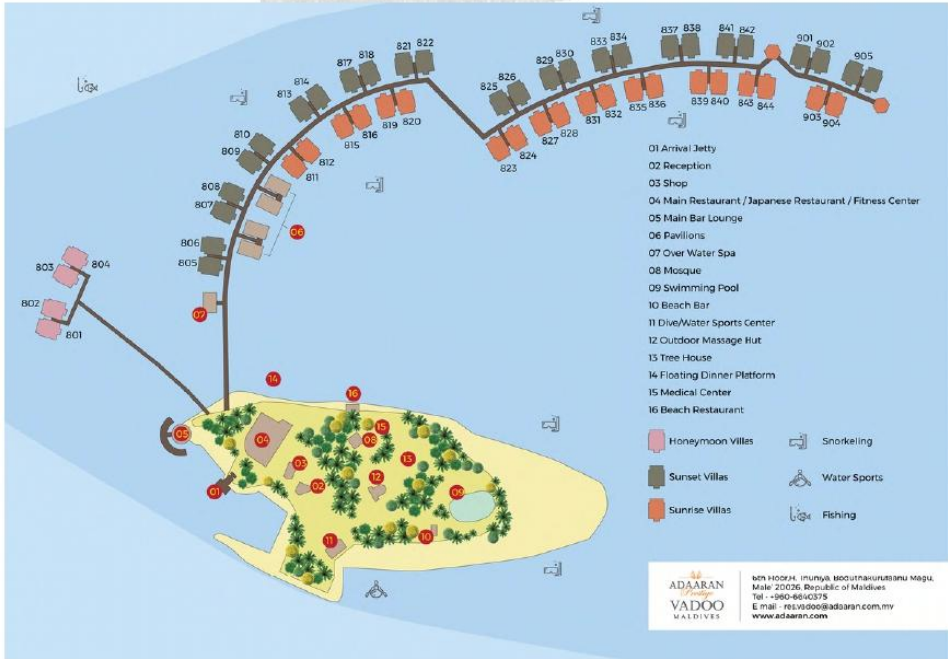 821 822
817 818
813 814
809 810
807 808
805 806
815 816
819 820
811 812
06
803 804
802 801
07
825 826
829 830
833 834
837 838
841 842
901 902
905
823 824
827 828
831 832
835 836
839 840
843 844
903 904
14
16
05
04
15
08
03
13
02
12
01
09
11
10
01 Arrival Jetty
02 Reception
03 Shop
04 Main Restaurant / Japanese Restaurant / Fitness Center
05 Main Bar Lounge
06 Pavilions
07 Over Water Spa
08 Mosque
09 Swimming Pool
10 Beach Bar
11 Dive/Water Sports Center
12 Outdoor Massage Hut
13 Tree House
14 Floating Dinner Platform
15 Medical Center
16 Beach Restaurant
Honeymoon Villas
Sunset Villas
Sunrise Villas
Snorkeling
Water Sports
Fishing
ADAARAN
Prestige
VADOO
MALDIVES
6th Floor,H. Thuniya, Boduthakurufaanu Magu,
Male' 20026, Republic of Maldives
Tel - +960-6640375
E mail - res.vadoo@adaaran.com.mv
www.adaaran.com